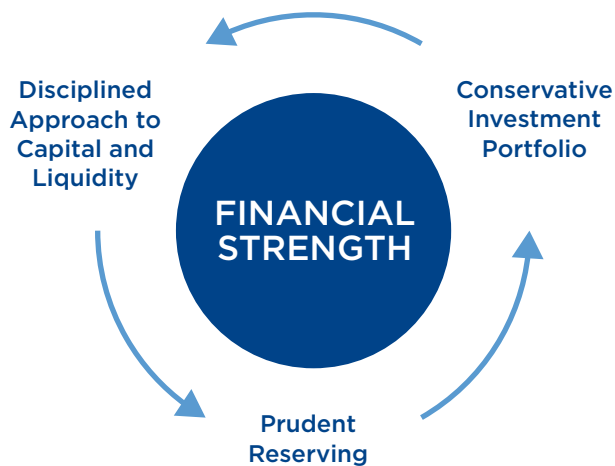 Disciplined
Approach to
Capital and
Liquidity
Conservative
Investment
Portfolio
FINANCIAL
STRENGTH
Prudent
Reserving